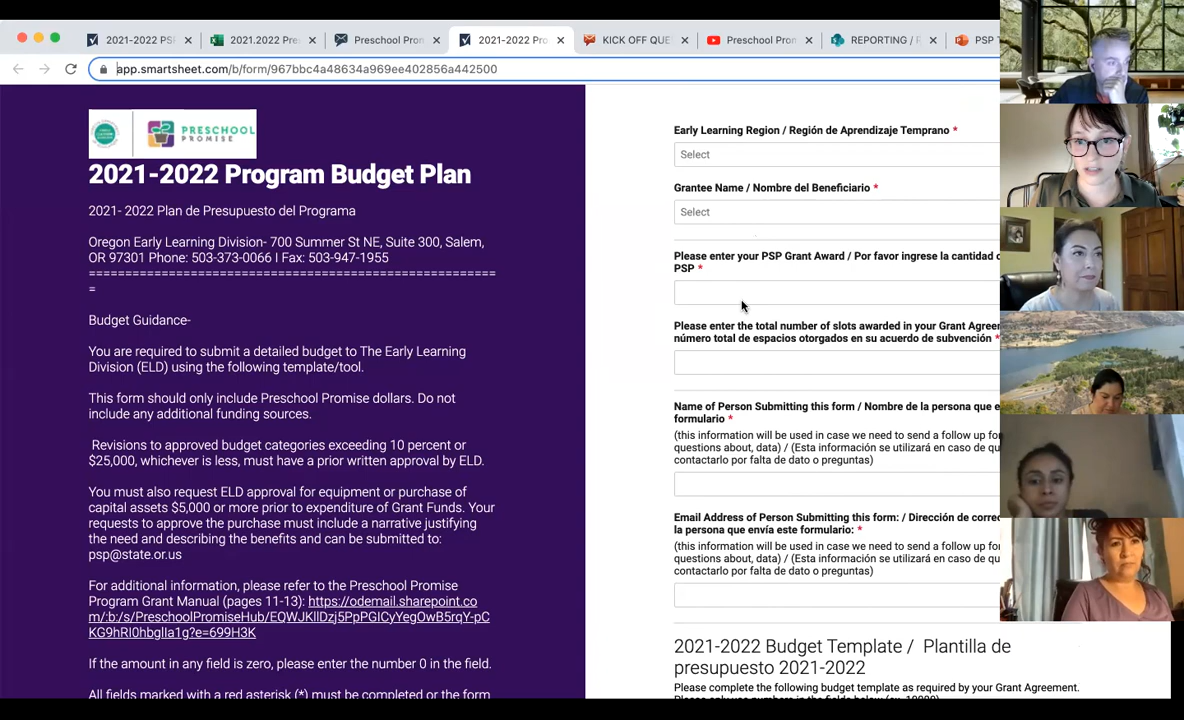 2021-2022 PSP
2021.2022 Pre
Preschool Prom
2021-2022 Pro
KICK OFF QUE
Preschool Prom
REPORTING /
PSP T
app.smartsheet.com/b/form/967bbc4a48634a969ee402856a442500
PRESCHOOL
PROMISE
2021-2022 Program Budget Plan
2021- 2022 Plan de Presupuesto del Programa
Oregon Early Learning Division- 700 Summer St NE, Suite 300, Salem,
OR 97301 Phone: 503-373-0066 I Fax: 503-947-1955
====================================================
=
Budget Guidance-
You are required to submit a detailed budget to The Early Learning
Division (ELD) using the following template/tool.
This form should only include Preschool Promise dollars. Do not
include any additional funding sources.
Revisions to approved budget categories exceeding 10 percent or
$25,000, whichever is less, must have a prior written approval by ELD.
You must also request ELD approval for equipment or purchase of
capital assets $5,000 or more prior to expenditure of Grant Funds. Your
requests to approve the purchase must include a narrative justifying
the need and describing the benefits and can be submitted to:
psp@state.or.us
For additional information, please refer to the Preschool Promise
Program Grant Manual (pages 11-13): https://odemail.sharepoint.co
m/:b:/s/PreschoolPromiseHub/EQWJKllDzj5PpPGICyYegOwB5rqY-pC
KG9hRI0hbglIa1g?e=699H3K
If the amount in any field is zero, please enter the number 0 in the field.
All fields marked with a red asterisk (*) must be completed or the form
Early Learning Region / Región de Aprendizaje Temprano *
Select
Grantee Name / Nombre del Beneficiario *
Select
Please enter your PSP Grant Award / Por favor ingrese la cantidad
PSP *
Please enter the total number of slots awarded in your Grant Agree
número total de espacios otorgados en su acuerdo de subvención *
Name of Person Submitting this form / Nombre de la persona que e
formulario *
(this information will be used in case we need to send a follow up for
questions about, data) / (Esta información se utilizará en caso de qu
contactarlo por falta de dato o preguntas)
Email Address of Person Submitting this form: / Dirección de correo
la persona que envía este formulario: *
(this information will be used in case we need to send a follow up for
questions about, data) / (Esta información se utilizará en caso de qu
contactarlo por falta de dato o preguntas)
2021-2022 Budget Template / Plantilla de
presupuesto 2021-2022
Please complete the following budget template as required by your Grant Agreement.